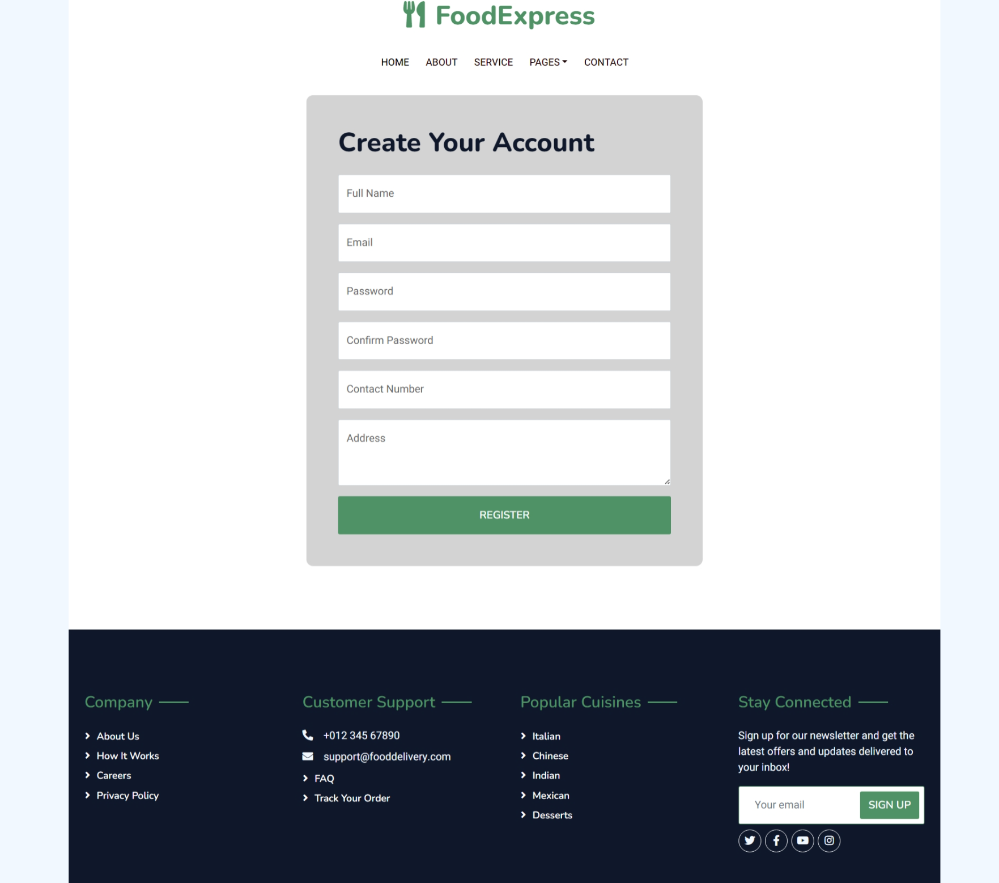 FoodExpress
HOME ABOUT SERVICE PAGES CONTACT
Create Your Account
Full Name
Email
Password
Confirm Password
Contact Number
Address
REGISTER
Company
About Us
How It Works
Careers
Privacy Policy
Customer Support
+012 345 67890
support@fooddelivery.com
FAQ
Track Your Order
Popular Cuisines
Italian
Chinese
Indian
Mexican
Desserts
Stay Connected
Sign up for our newsletter and get the
latest offers and updates delivered to
your inbox!
Your email SIGN UP